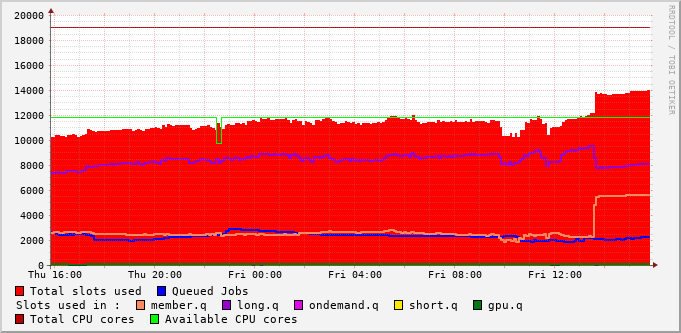 RRDTOOL / TOBI OETIKER
20000
18000
16000
14000
12000
10000
8000
6000
4000
2000
0
Thu 16:00 Thu 20:00 Fri 00:00 Fri 04:00 Fri 08:00 Fri 12:00
Total slots used Queued Jobs
Slots used in : member.q long.q ondemand.q short.q gpu.q
Total CPU cores Available CPU cores